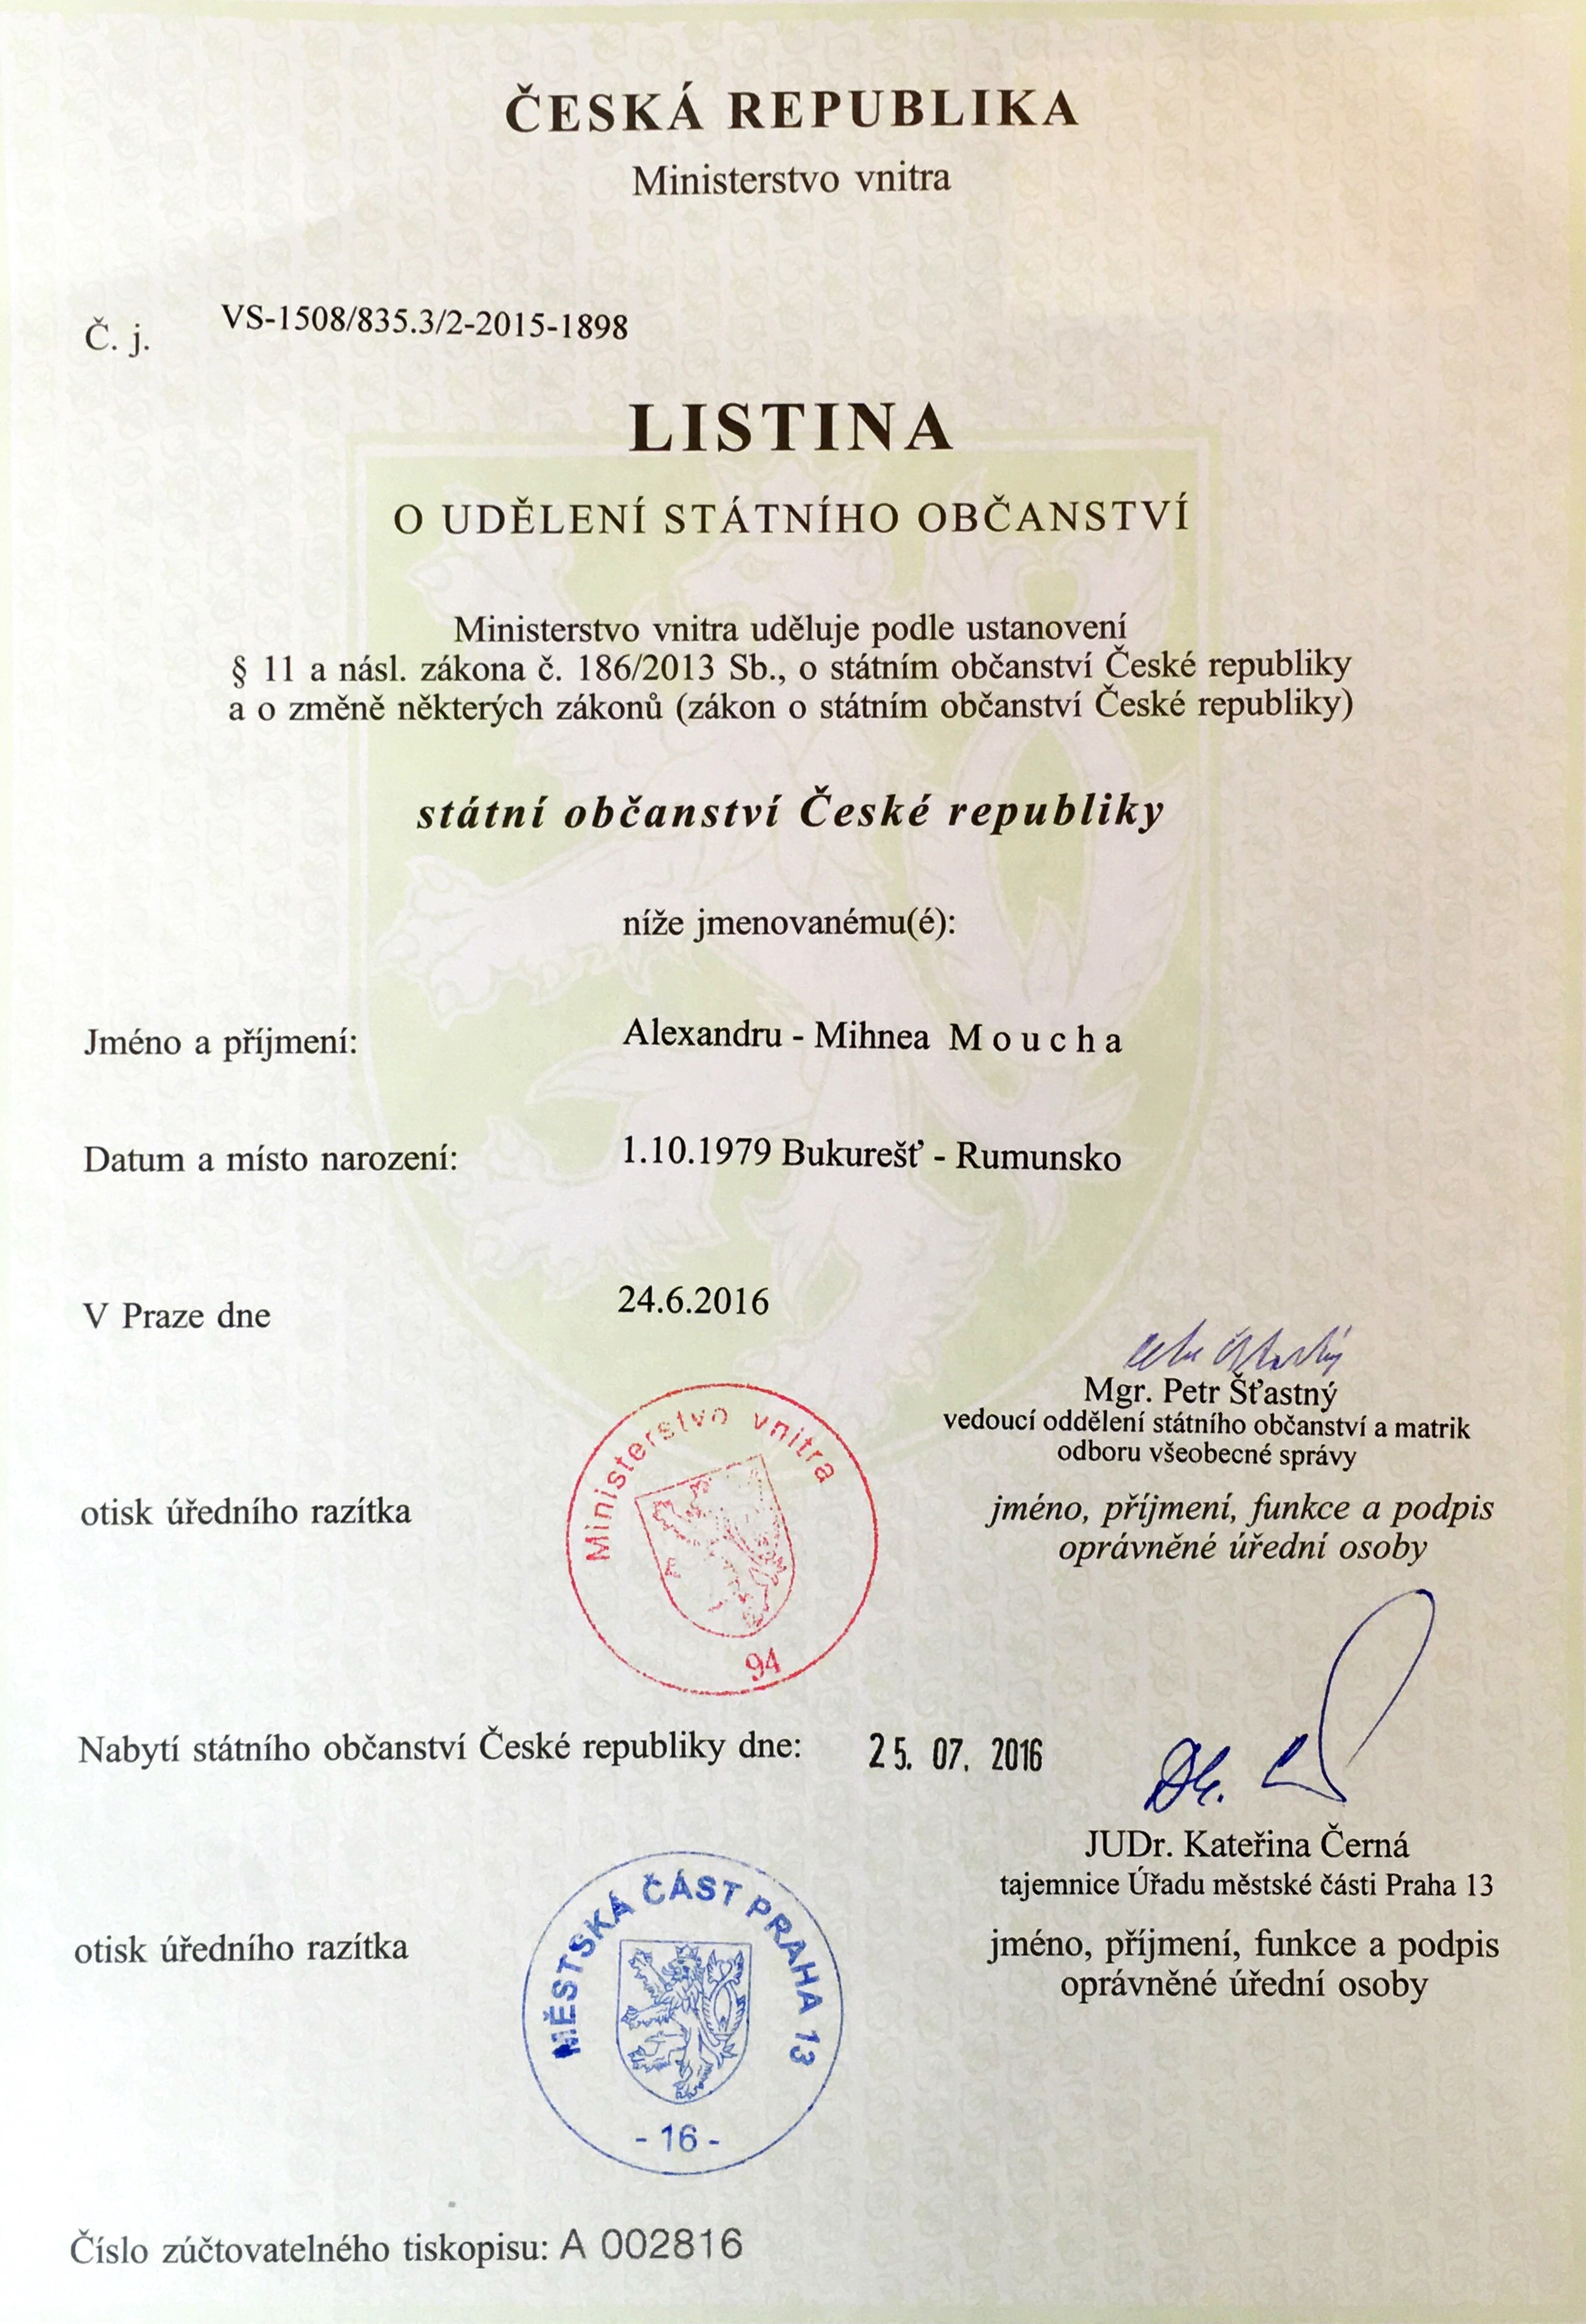 ČESKÁ REPUBLIKA
Ministerstvo vnitra
Č. j. VS-1508/835.3/2-2015-1898
LISTINA
O UDĚLENÍ STÁTNÍHO OBČANSTVÍ
Ministerstvo vnitra uděluje podle ustanovení
§ 11 a násl. zákona č. 186/2013 Sb., o státním občanství České republiky
a o změně některých zákonů (zákon o státním občanství České republiky)
státní občanství České republiky
níže jmenovanému(é):
Jméno a příjmení: Alexandru - Mihnea M o u c h a
Datum a místo narození: 1.10.1979 Bukurešť - Rumunsko
V Praze dne 24.6.2016
Mgr. Petr Šťastný
vedoucí oddělení státního občanství a matrik
odboru všeobecné správy
otisk úředního razítka
Ministerstvo vnitra
94
jméno, příjmení, funkce a podpis
oprávněné úřední osoby
Nabytí státního občanství České republiky dne: 25. 07. 2016
JUDr. Kateřina Černá
tajemnice Úřadu městské části Praha 13
otisk úředního razítka
MĚSTSKÁ ČÁST PRAHA 13
- 16 -
jméno, příjmení, funkce a podpis
oprávněné úřední osoby
Číslo zúčtovatelného tiskopisu: A 002816